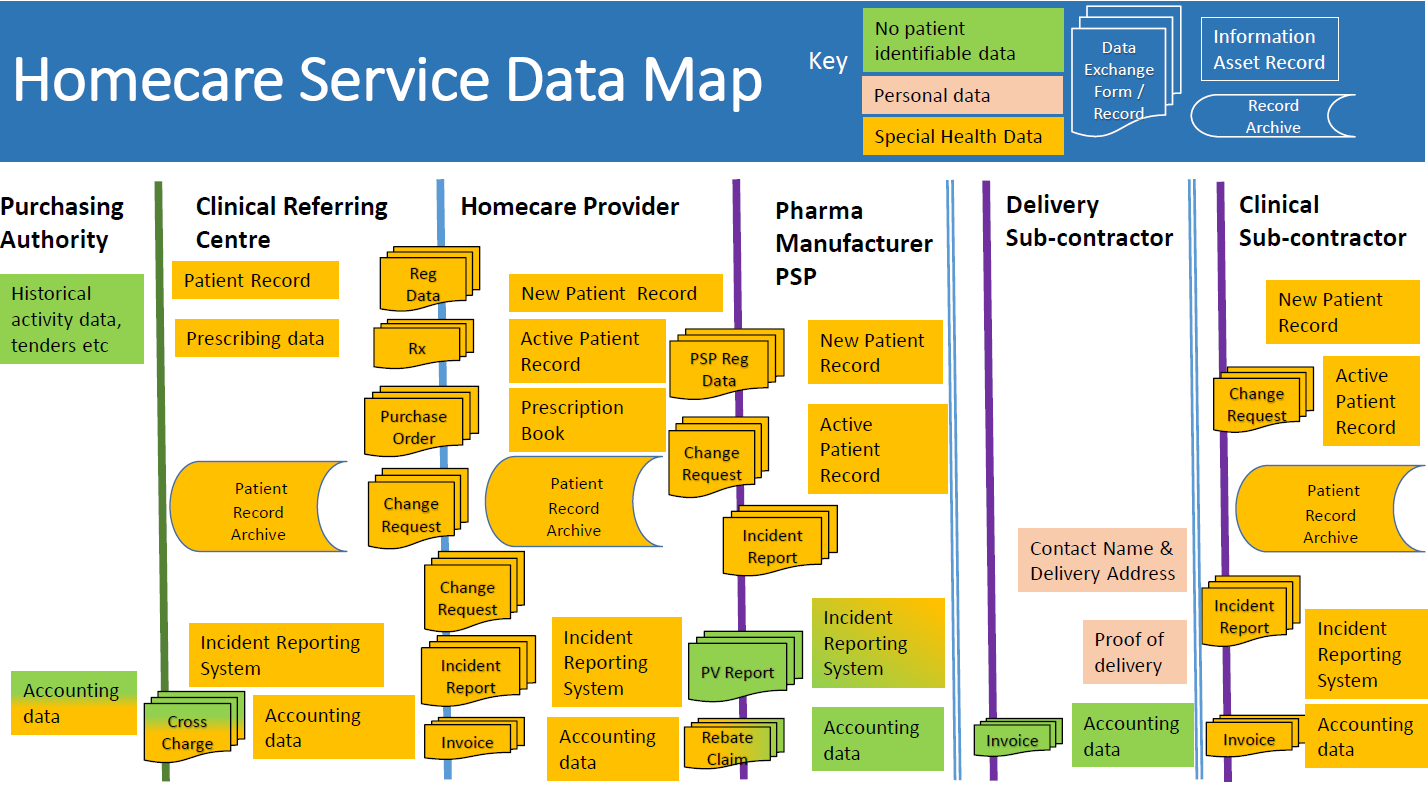 Homecare Service Data Map
Key
No patient
identifiable data
Personal data
Special Health Data
Data
Exchange
Form /
Record
Information
Asset Record
Record
Archive
Purchasing
Authority
Historical
activity data,
tenders etc
Accounting
data
Cross
Charge
Clinical Referring
Centre
Patient Record
Prescribing data
Patient
Record
Archive
Incident Reporting
System
Accounting
data
Reg
Data
Rx
Purchase
Order
Change
Request
Change
Request
Incident
Report
Invoice
Homecare Provider
New Patient  Record
Active Patient
Record
Prescription
Book
Patient
Record
Archive
Incident
Reporting
System
Accounting
data
PSP Reg
Data
Change
Request
Incident
Report
PV Report
Rebate
Claim
Pharma
Manufacturer
PSP
New Patient
Record
Active
Patient
Record
Incident
Reporting
System
Accounting
data
Delivery
Sub-contractor
Contact Name &
Delivery Address
Proof of
delivery
Invoice
Accounting
data
Clinical
Sub-contractor
New Patient
Record
Change
Request
Active
Patient
Record
Patient
Record
Archive
Incident
Report
Incident
Reporting
System
Invoice
Accounting
data